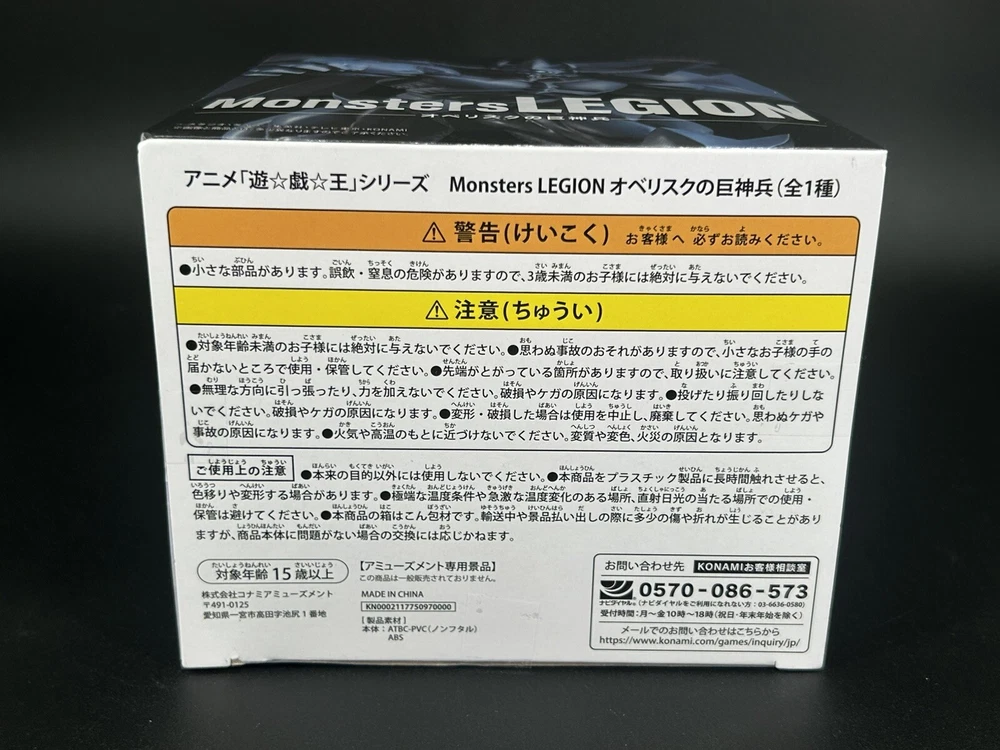 Monsters LEGION
オベリスクの巨神兵
アニメ「遊☆戯☆王」シリーズ Monsters LEGION オベリスクの巨神兵(全1種)
⚠ 警告(けいこく) お客様へ 必ずお読みください。
●小さな部品があります。誤飲・窒息の危険がありますので、3歳未満のお子様には絶対に与えないでください。
⚠ 注意(ちゅうい)
●対象年齢未満のお子様には絶対に与えないでください。●思わぬ事故のおそれがありますので、小さなお子様の手の
届かないところで使用・保管してください。●先端がとがっている箇所がありますので、取り扱いに注意してください。
●無理な方向に引っ張ったり、力を加えないでください。破損やケガの原因になります。●投げたり振り回したりしな
いでください。破損やケガの原因になります。●変形・破損した場合は使用を中止し、廃棄してください。思わぬケガや
事故の原因になります。●火気や高温のもとに近づけないでください。変質や変色、火災の原因となります。
ご使用上の注意 ●本来の目的以外には使用しないでください。●本商品をプラスチック製品に長時間触れさせると、
色移りや変形する場合があります。●極端な温度条件や急激な温度変化のある場所、直射日光の当たる場所での使用・
保管は避けてください。●本商品の箱はこん包材です。輸送中や景品払い出しの際に多少の傷や折れが生じることがあり
ますが、商品本体に問題がない場合の交換には応じかねます。
対象年齢 15歳以上
株式会社コナミアミューズメント
〒491-0125
愛知県一宮市高田字池尻1番地
【アミューズメント専用景品】
この商品は一般販売されておりません。
MADE IN CHINA
KN0002117750970000
[製品素材]
本体:ATBC-PVC(ノンフタル)
ABS
お問い合わせ先 KONAMIお客様相談室
0570-086-573
ナビダイヤル。(ナビダイヤルをご利用になれない方:03-6636-0580)
受付時間:月〜金10時〜18時(祝日・年末年始を除く)
メールでのお問い合わせはこちらから
https://www.konami.com/games/inquiry/jp/